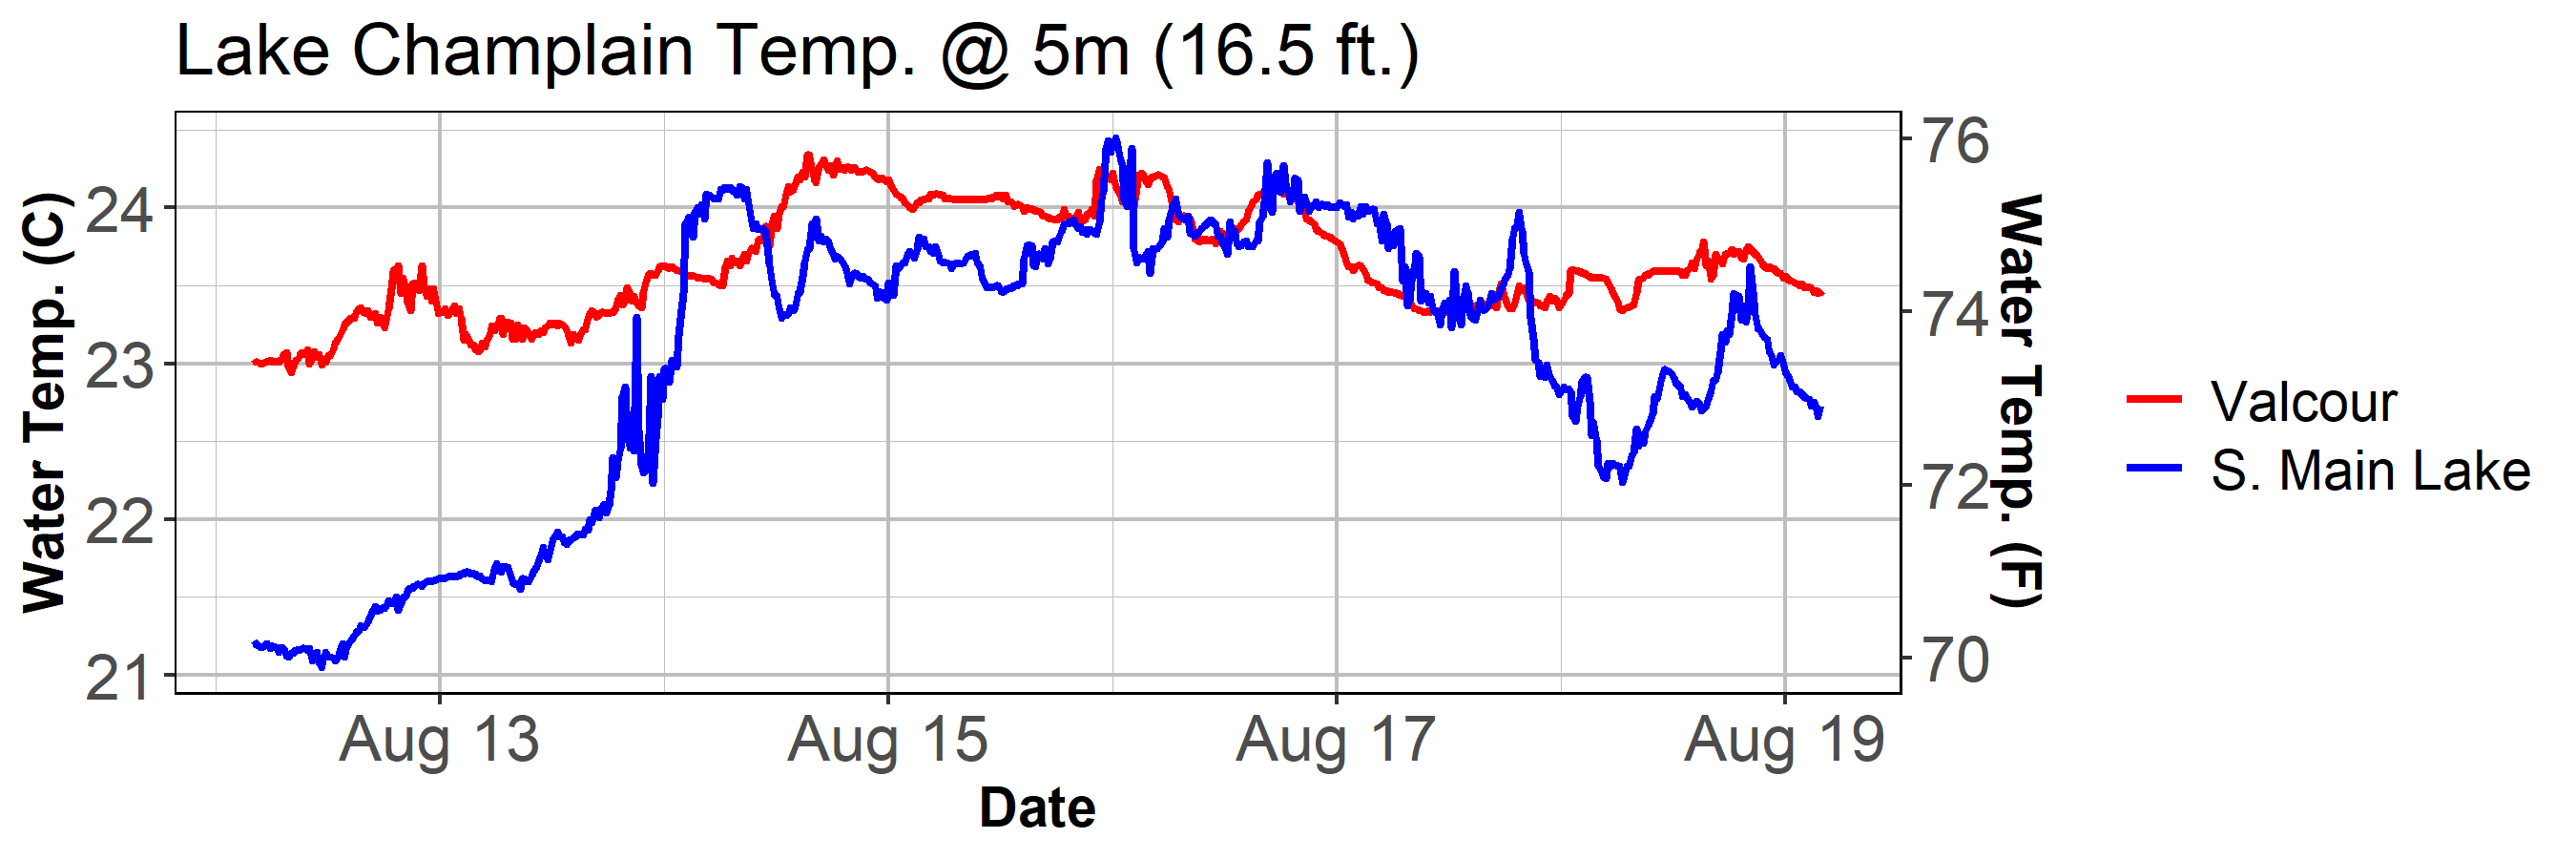 Lake Champlain Temp. @ 5m (16.5 ft.)
Water Temp. (C)
24
23
22
21
76
74
72
70
Water Temp. (F)
Aug 13
Aug 15
Aug 17
Aug 19
Date
Valcour
S. Main Lake